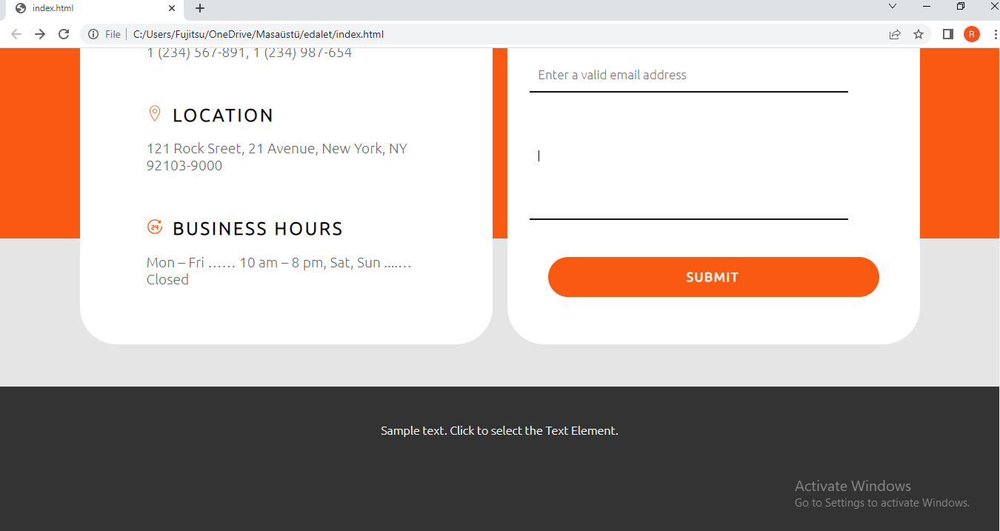 index.html
File
C:/Users/Fujitsu/OneDrive/Masaüstü/edalet/index.html
R
1 (234) 567-891, 1 (234) 987-654
LOCATION
121 Rock Sreet, 21 Avenue, New York, NY
92103-9000
24
BUSINESS HOURS
Mon – Fri …… 10 am – 8 pm, Sat, Sun ....…
Closed
Enter a valid email address
SUBMIT
Sample text. Click to select the Text Element.
Activate Windows
Go to Settings to activate Windows.